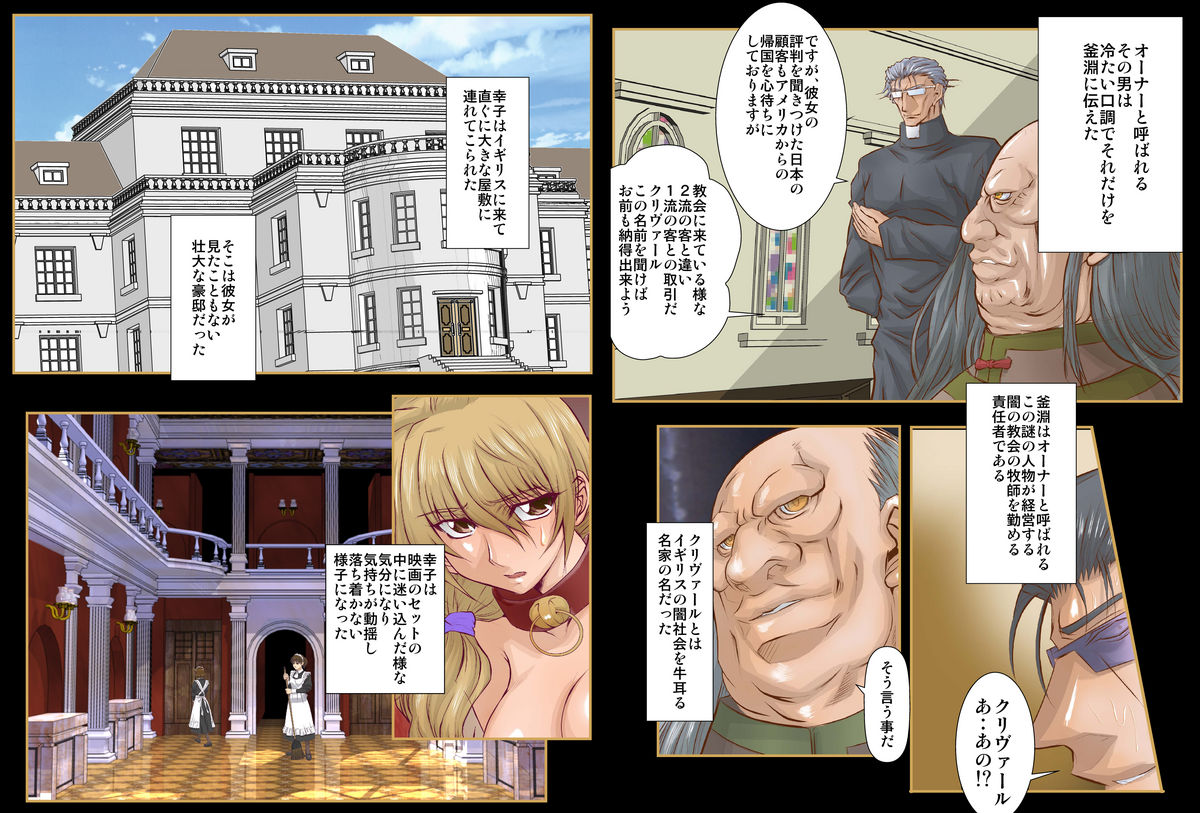 オーナーと呼ばれる
その男は
冷たい口調でそれだけを
釜淵に伝えた
ですが、彼女の
評判を聞きつけた日本の
顧客もアメリカからの
帰国を心待ちに
しておりますが
教会に来ている様な
２流の客と違い
１流の客との取引だ
クリヴァール
この名前を聞けば
お前も納得出来よう
釜淵はオーナーと呼ばれる
この謎の人物が経営する
闇の教会の牧師を勤める
責任者である
クリヴァール
あ‥あの!?
クリヴァールとは
イギリスの闇社会を牛耳る
名家の名だった
そう言う事だ
幸子はイギリスに来て
直ぐに大きな屋敷に
連れてこられた
そこは彼女が
見たこともない
壮大な豪邸だった
幸子は
映画のセットの
中に迷い込んだ様な
気分になり
気持ちが動揺し
落ち着かない
様子になった